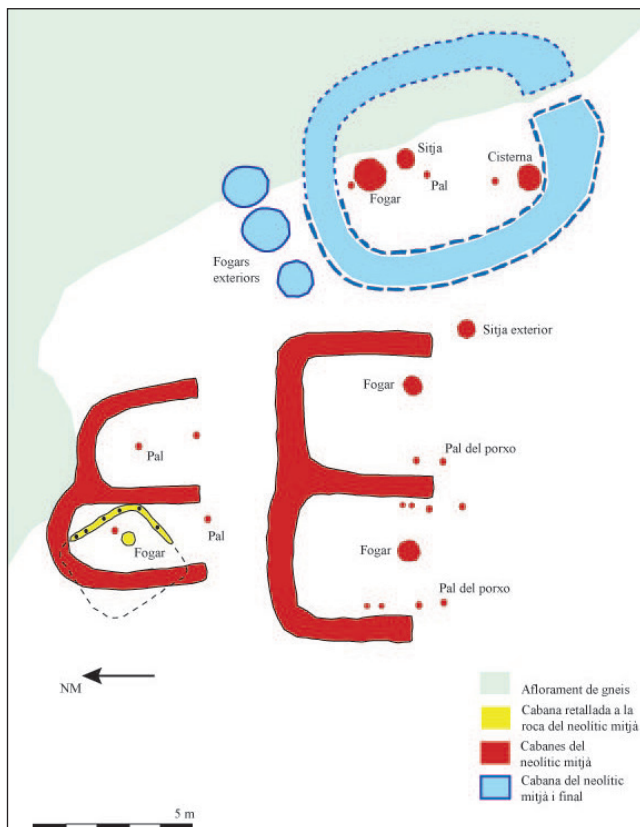 Sitja
Cisterna
Pal
Fogar
Fogars
exteriors
Sitja exterior
Fogar
Pal
Pal del porxo
Pal
Fogar
Fogar
Pal del porxo
NM
Aflorament de gneis
Cabana retallada a la
roca del neolític mitjà
Cabanes del
neolític mitjà
Cabana del neolític
mitjà i final
5 m